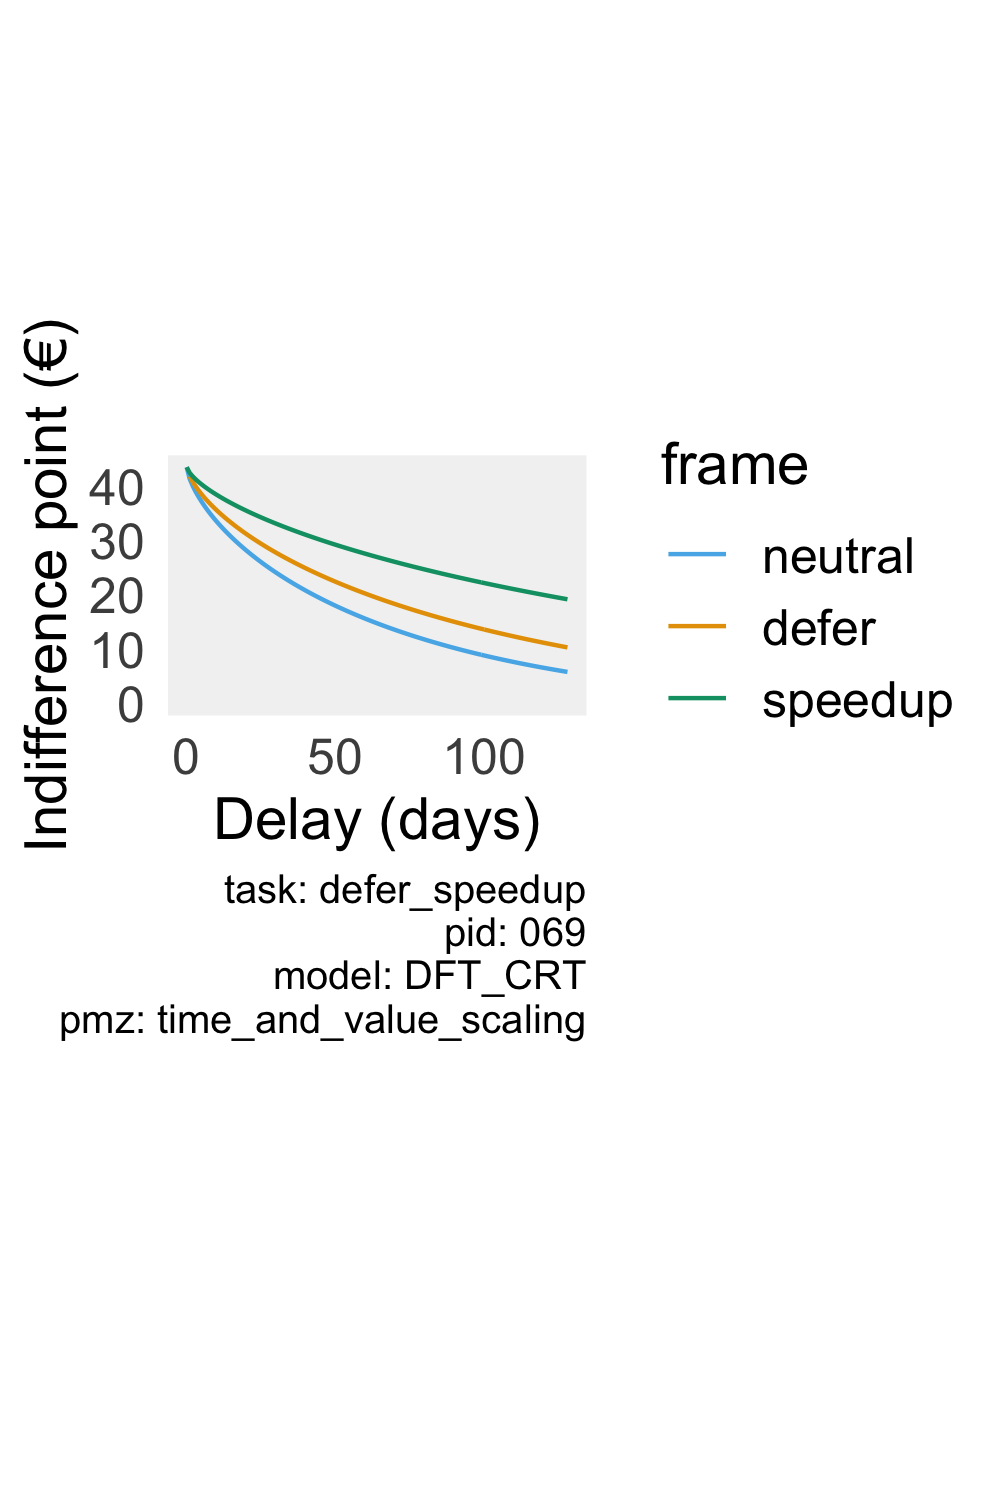 Indifference point (€)
40
30
20
10
0
0 50 100
Delay (days)
frame
neutral
defer
speedup
task: defer_speedup
pid: 069
model: DFT_CRT
pmz: time_and_value_scaling